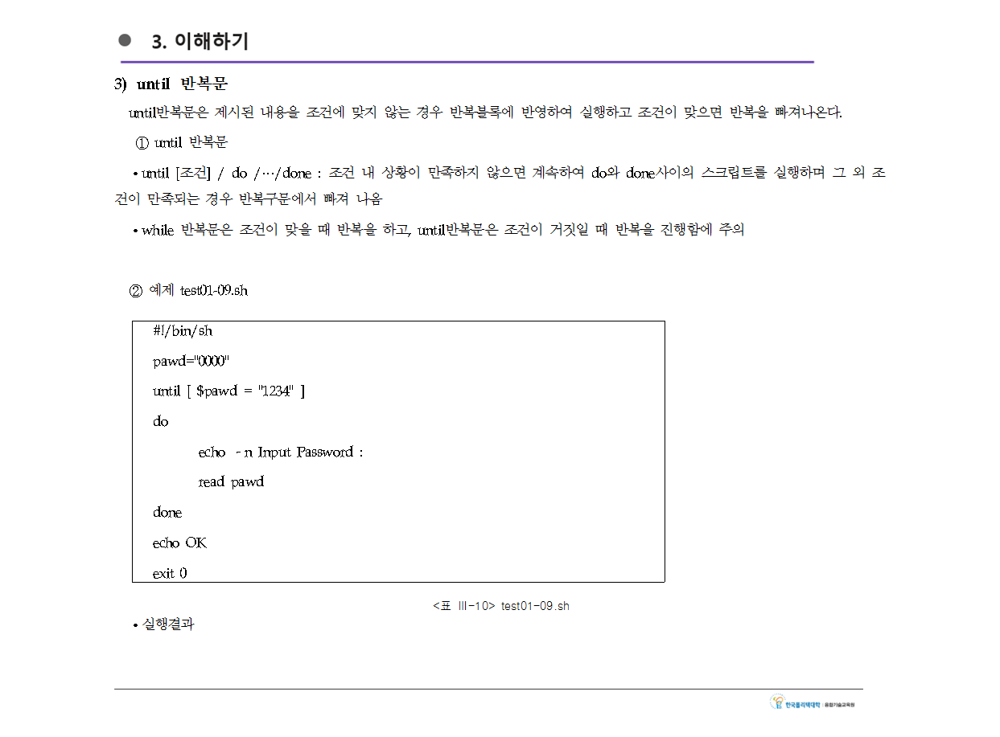 ● 3. 이해하기
3) until 반복문
until반복문은 제시된 내용을 조건에 맞지 않는 경우 반복블록에 반영하여 실행하고 조건이 맞으면 반복을 빠져나온다.
① until 반복문
•until [조건] / do /…/done : 조건 내 상황이 만족하지 않으면 계속하여 do와 done사이의 스크립트를 실행하며 그 외 조
건이 만족되는 경우 반복구문에서 빠져 나옴
•while 반복문은 조건이 맞을 때 반복을 하고, until반복문은 조건이 거짓일 때 반복을 진행함에 주의
② 예제 test01-09.sh
#!/bin/sh
pawd="0000"
until [ $pawd = "1234" ]
do
echo -n Input Password :
read pawd
done
echo OK
exit 0
<표 III-10> test01-09.sh
•실행결과
한국폴리텍대학 | 융합기술교육원